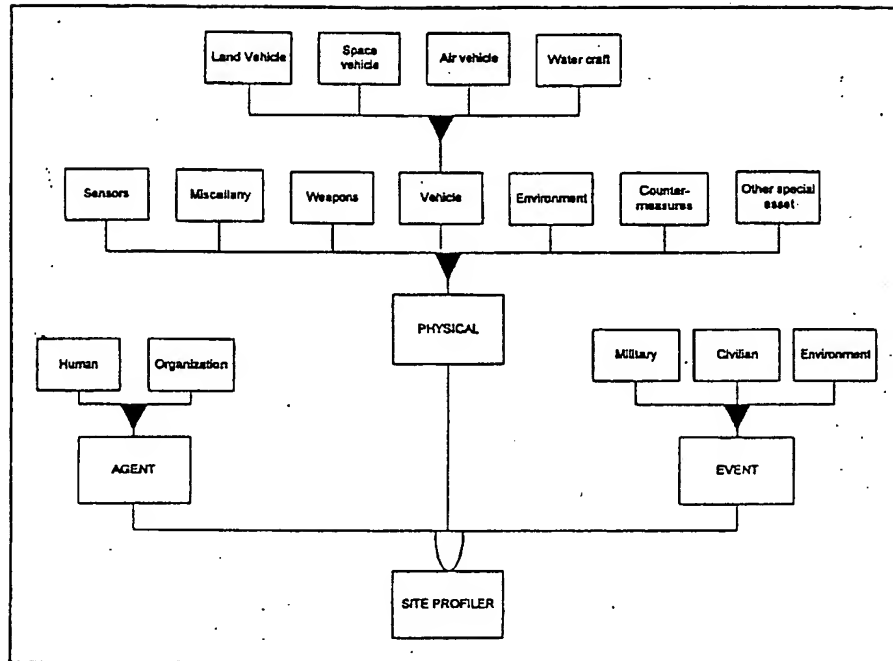 Land Vehicle
Space
vehicle
Air vehicle
Water craft
Sensors
Miscellany
Weapons
Vehicle
Environment
Counter-
measures
Other special
asset
PHYSICAL
Human
Organization
Military
Civilian
Environment
AGENT
EVENT
SITE PROFILER